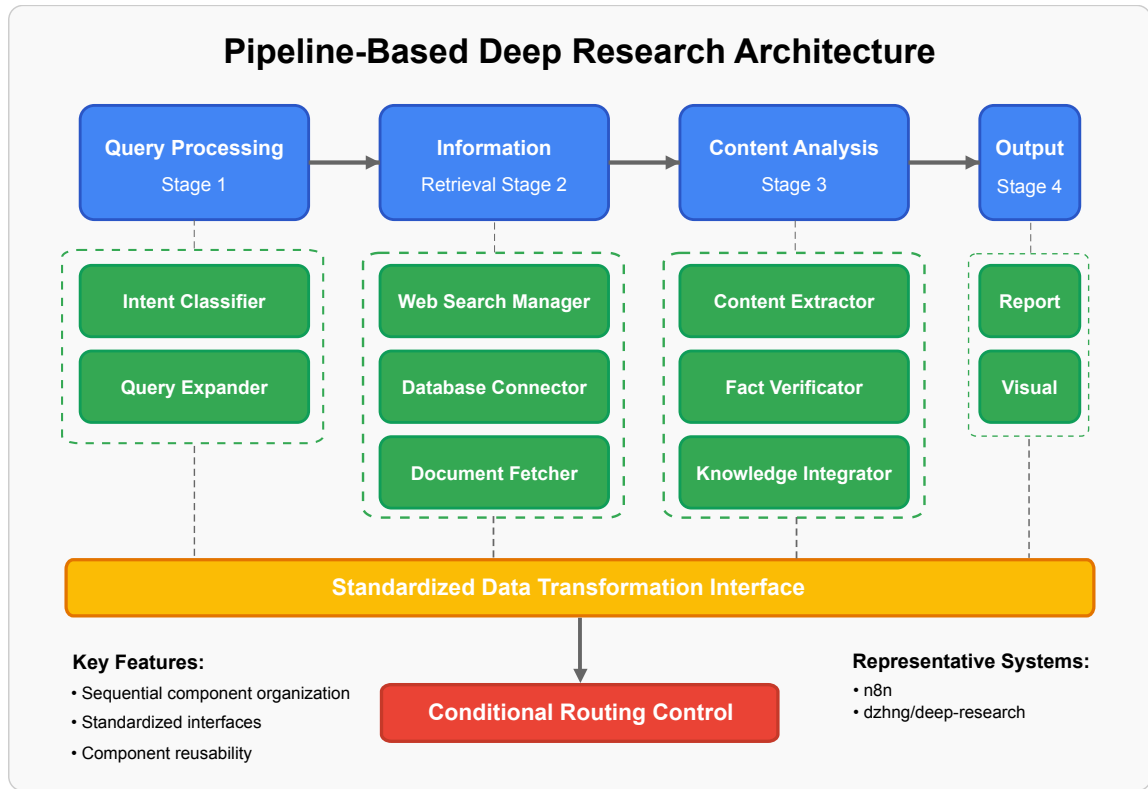 Pipeline-Based Deep Research Architecture
Query Processing
Stage 1
Information
Retrieval Stage 2
Content Analysis
Stage 3
Output
Stage 4
Intent Classifier
Query Expander
Web Search Manager
Database Connector
Document Fetcher
Content Extractor
Fact Verificator
Knowledge Integrator
Report
Visual
Standardized Data Transformation Interface
Key Features:
• Sequential component organization
• Standardized interfaces
• Component reusability
Conditional Routing Control
Representative Systems:
• n8n
• dzhng/deep-research